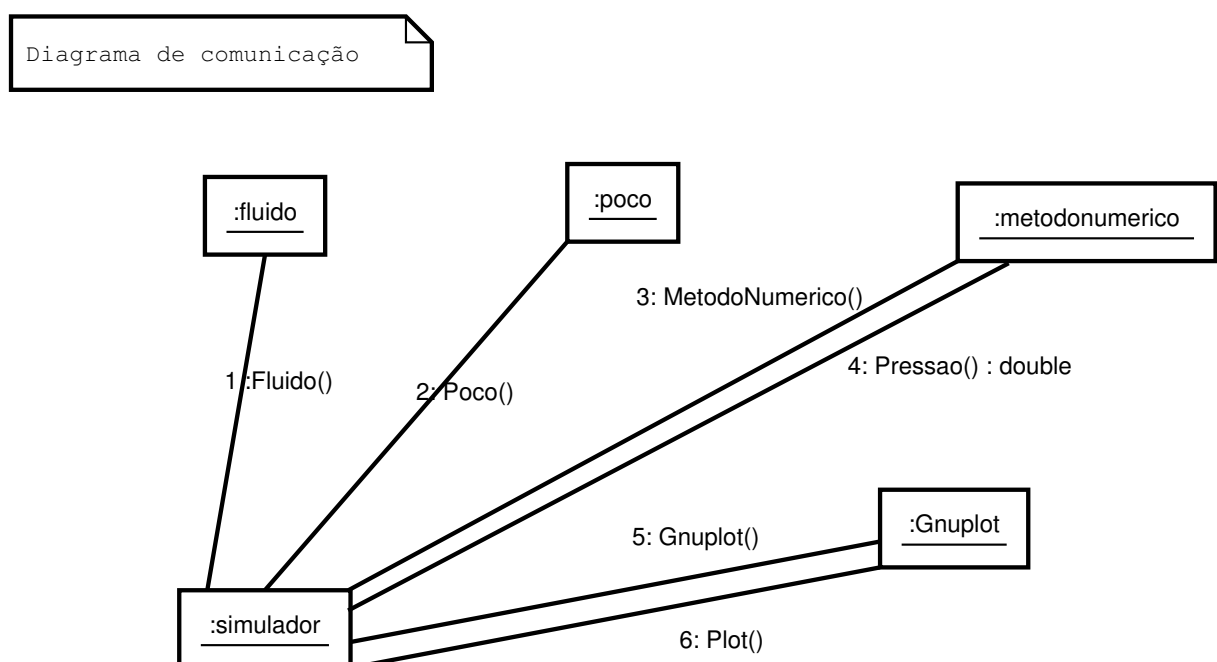 Diagrama de comunicação
:fluido
:poco
:metodonumerico
3: MetodoNumerico()
4: Pressao() : double
1 :Fluido()
2: Poco()
:Gnuplot
5: Gnuplot()
:simulador
6: Plot()